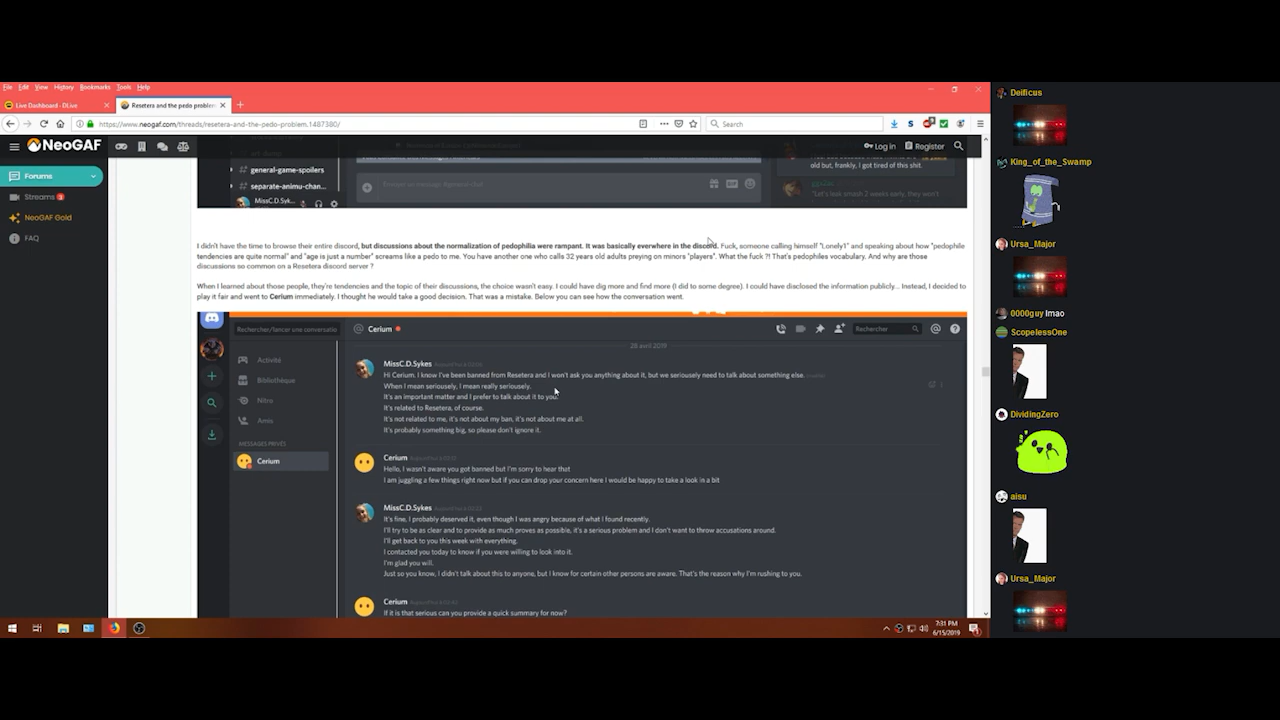 File Edit View History Bookmarks Tools Help
Live Dashboard - DLive
Resetera and the pedo problem
https://www.neogaf.com/threads/resetera-and-the-pedo-problem.1487380/
Search
NeoGAF
Log in
Register
Forums
Streams
NeoGAF Gold
FAQ
# general-game-spoilers
# separate-animu-chan...
MissC.D.Syk...
old but, frankly, I got tired of this shit.
"Let's leak smash 2 weeks early, they won't
I didn't have the time to browse their entire discord, but discussions about the normalization of pedophilia were rampant. It was basically everwhere in the discord. Fuck, someone calling himself "Lonely1" and speaking about how "pedophile
tendencies are quite normal" and "age is just a number" screams like a pedo to me. You have another one who calls 32 years old adults preying on minors "players". What the fuck ?! That's pedophiles vocabulary. And why are those
discussions so common on a Resetera discord server ?
When I learned about those people, they're tendencies and the topic of their discussions, the choice wasn't easy. I could have dig more and find more (I did to some degree). I could have disclosed the information publicly... Instead, I decided to
play it fair and went to Cerium immediately. I thought he would take a good decision. That was a mistake. Below you can see how the conversation went.
Rechercher/lancer une conversatio
@ Cerium
Rechercher
Activité
Bibliothèque
Nitro
Amis
MESSAGES PRIVÉS
Cerium
28 avril 2019
MissC.D.Sykes
Hi Cerium. I know I've been banned from Resetera and I won't ask you anything about it, but we seriously need to talk about something else.
When I mean seriously, I mean really seriously.
It's an important matter and I prefer to talk about it to you.
It's related to Resetera, of course.
It's not related to me, it's not about my ban, it's not about me at all.
It's probably something big, so please don't ignore it.
Cerium
Hello, I wasn't aware you got banned but I'm sorry to hear that
I am juggling a few things right now but if you can drop your concern here I would be happy to take a look in a bit
MissC.D.Sykes
It's fine, I probably deserved it, even though I was angry because of what I found recently.
I'll try to be as clear and to provide as much proves as possible, it's a serious problem and I don't want to throw accusations around.
I'll get back to you this week with everything.
I contacted you today to know if you were willing to look into it.
I'm glad you will.
Just so you know, I didn't talk about this to anyone, but I know for certain other persons are aware. That's the reason why I'm rushing to you.
Cerium
If it is that serious can you provide a quick summary for now?
7:31 PM
6/15/2019
Deificus
King_of_the_Swamp
Ursa_Major
0000guy lmao
ScopelessOne
DividingZero
aisu
Ursa_Major